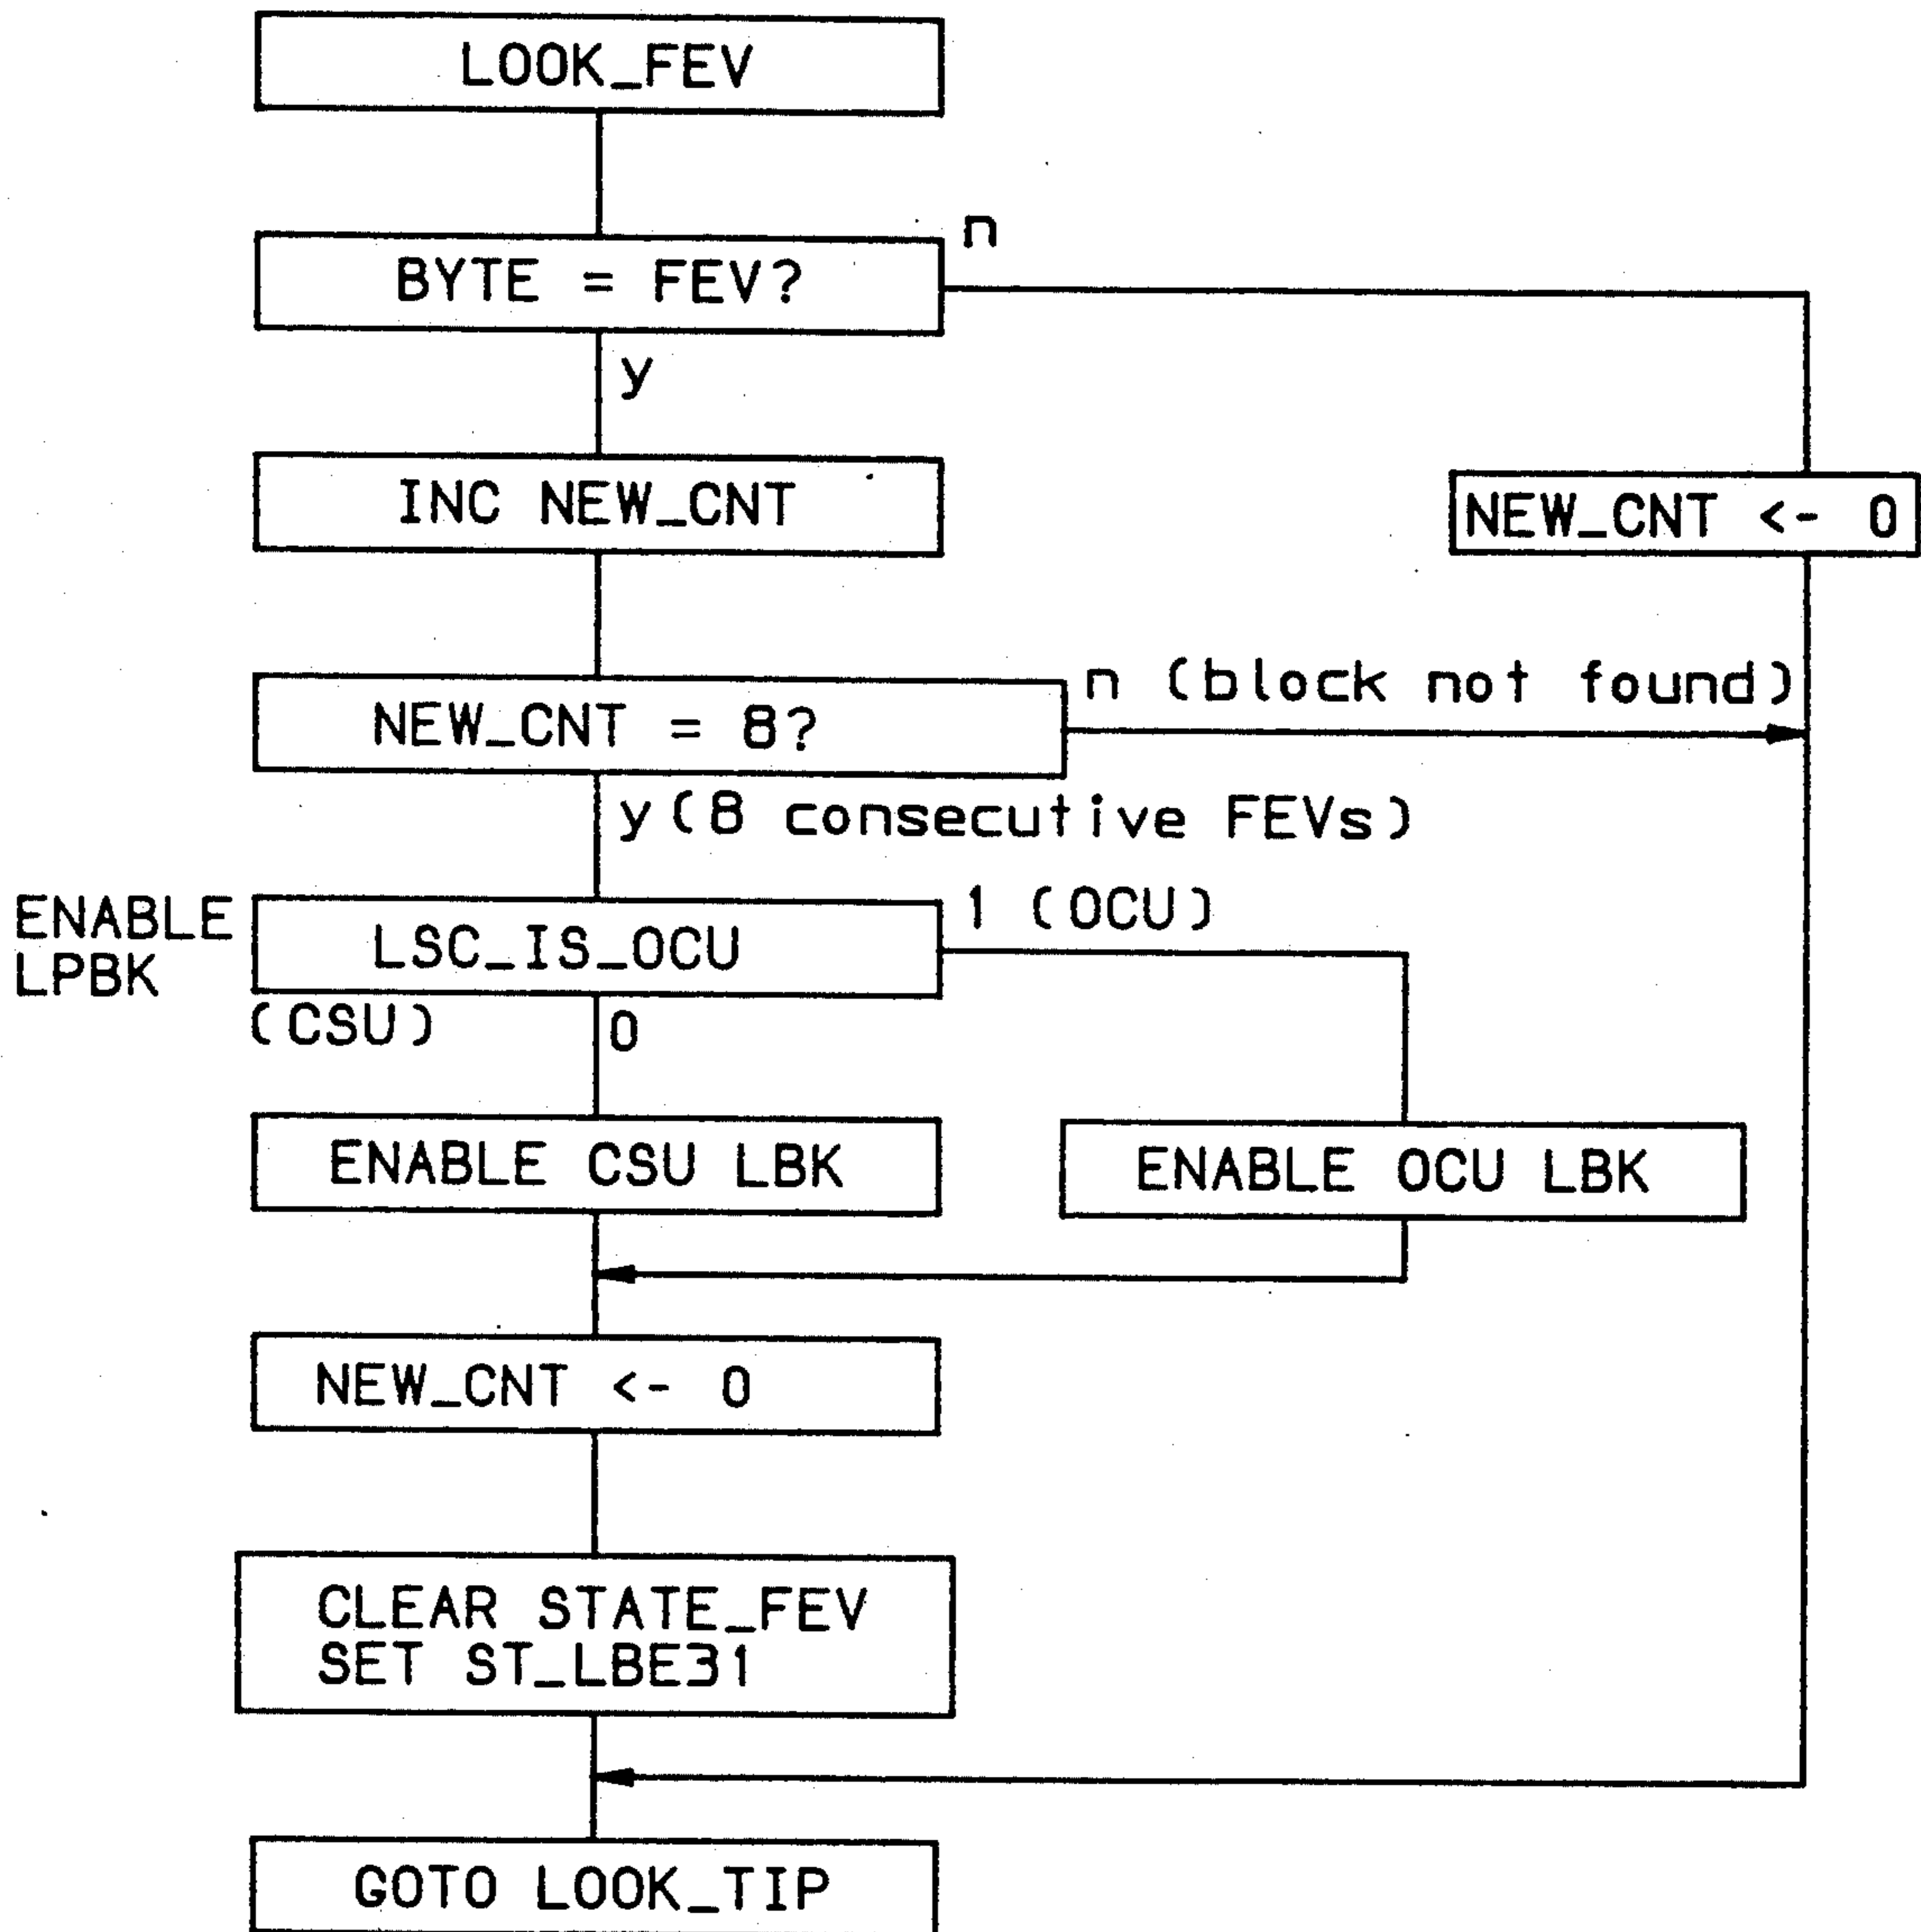 LOOK_FEV
n
BYTE = FEV?
y
INC NEW_CNT
NEW_CNT <- 0
n (block not found)
NEW_CNT = 8?
y(8 consecutive FEVs)
ENABLE
LPBK
LSC_IS_OCU
1 (OCU)
(CSU)
0
ENABLE CSU LBK
ENABLE OCU LBK
NEW_CNT <- 0
CLEAR STATE_FEV
SET ST_LBE31
GOTO LOOK_TIP